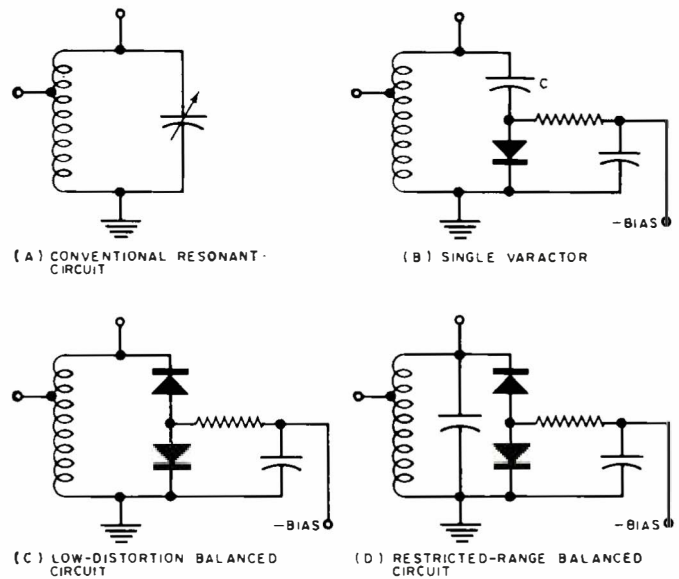 C
-BIAS
(A) CONVENTIONAL RESONANT-
CIRCUIT
(B) SINGLE VARACTOR
-BIAS
-BIAS
(C) LOW-DISTORTION BALANCED
CIRCUIT
(D) RESTRICTED-RANGE BALANCED
CIRCUIT